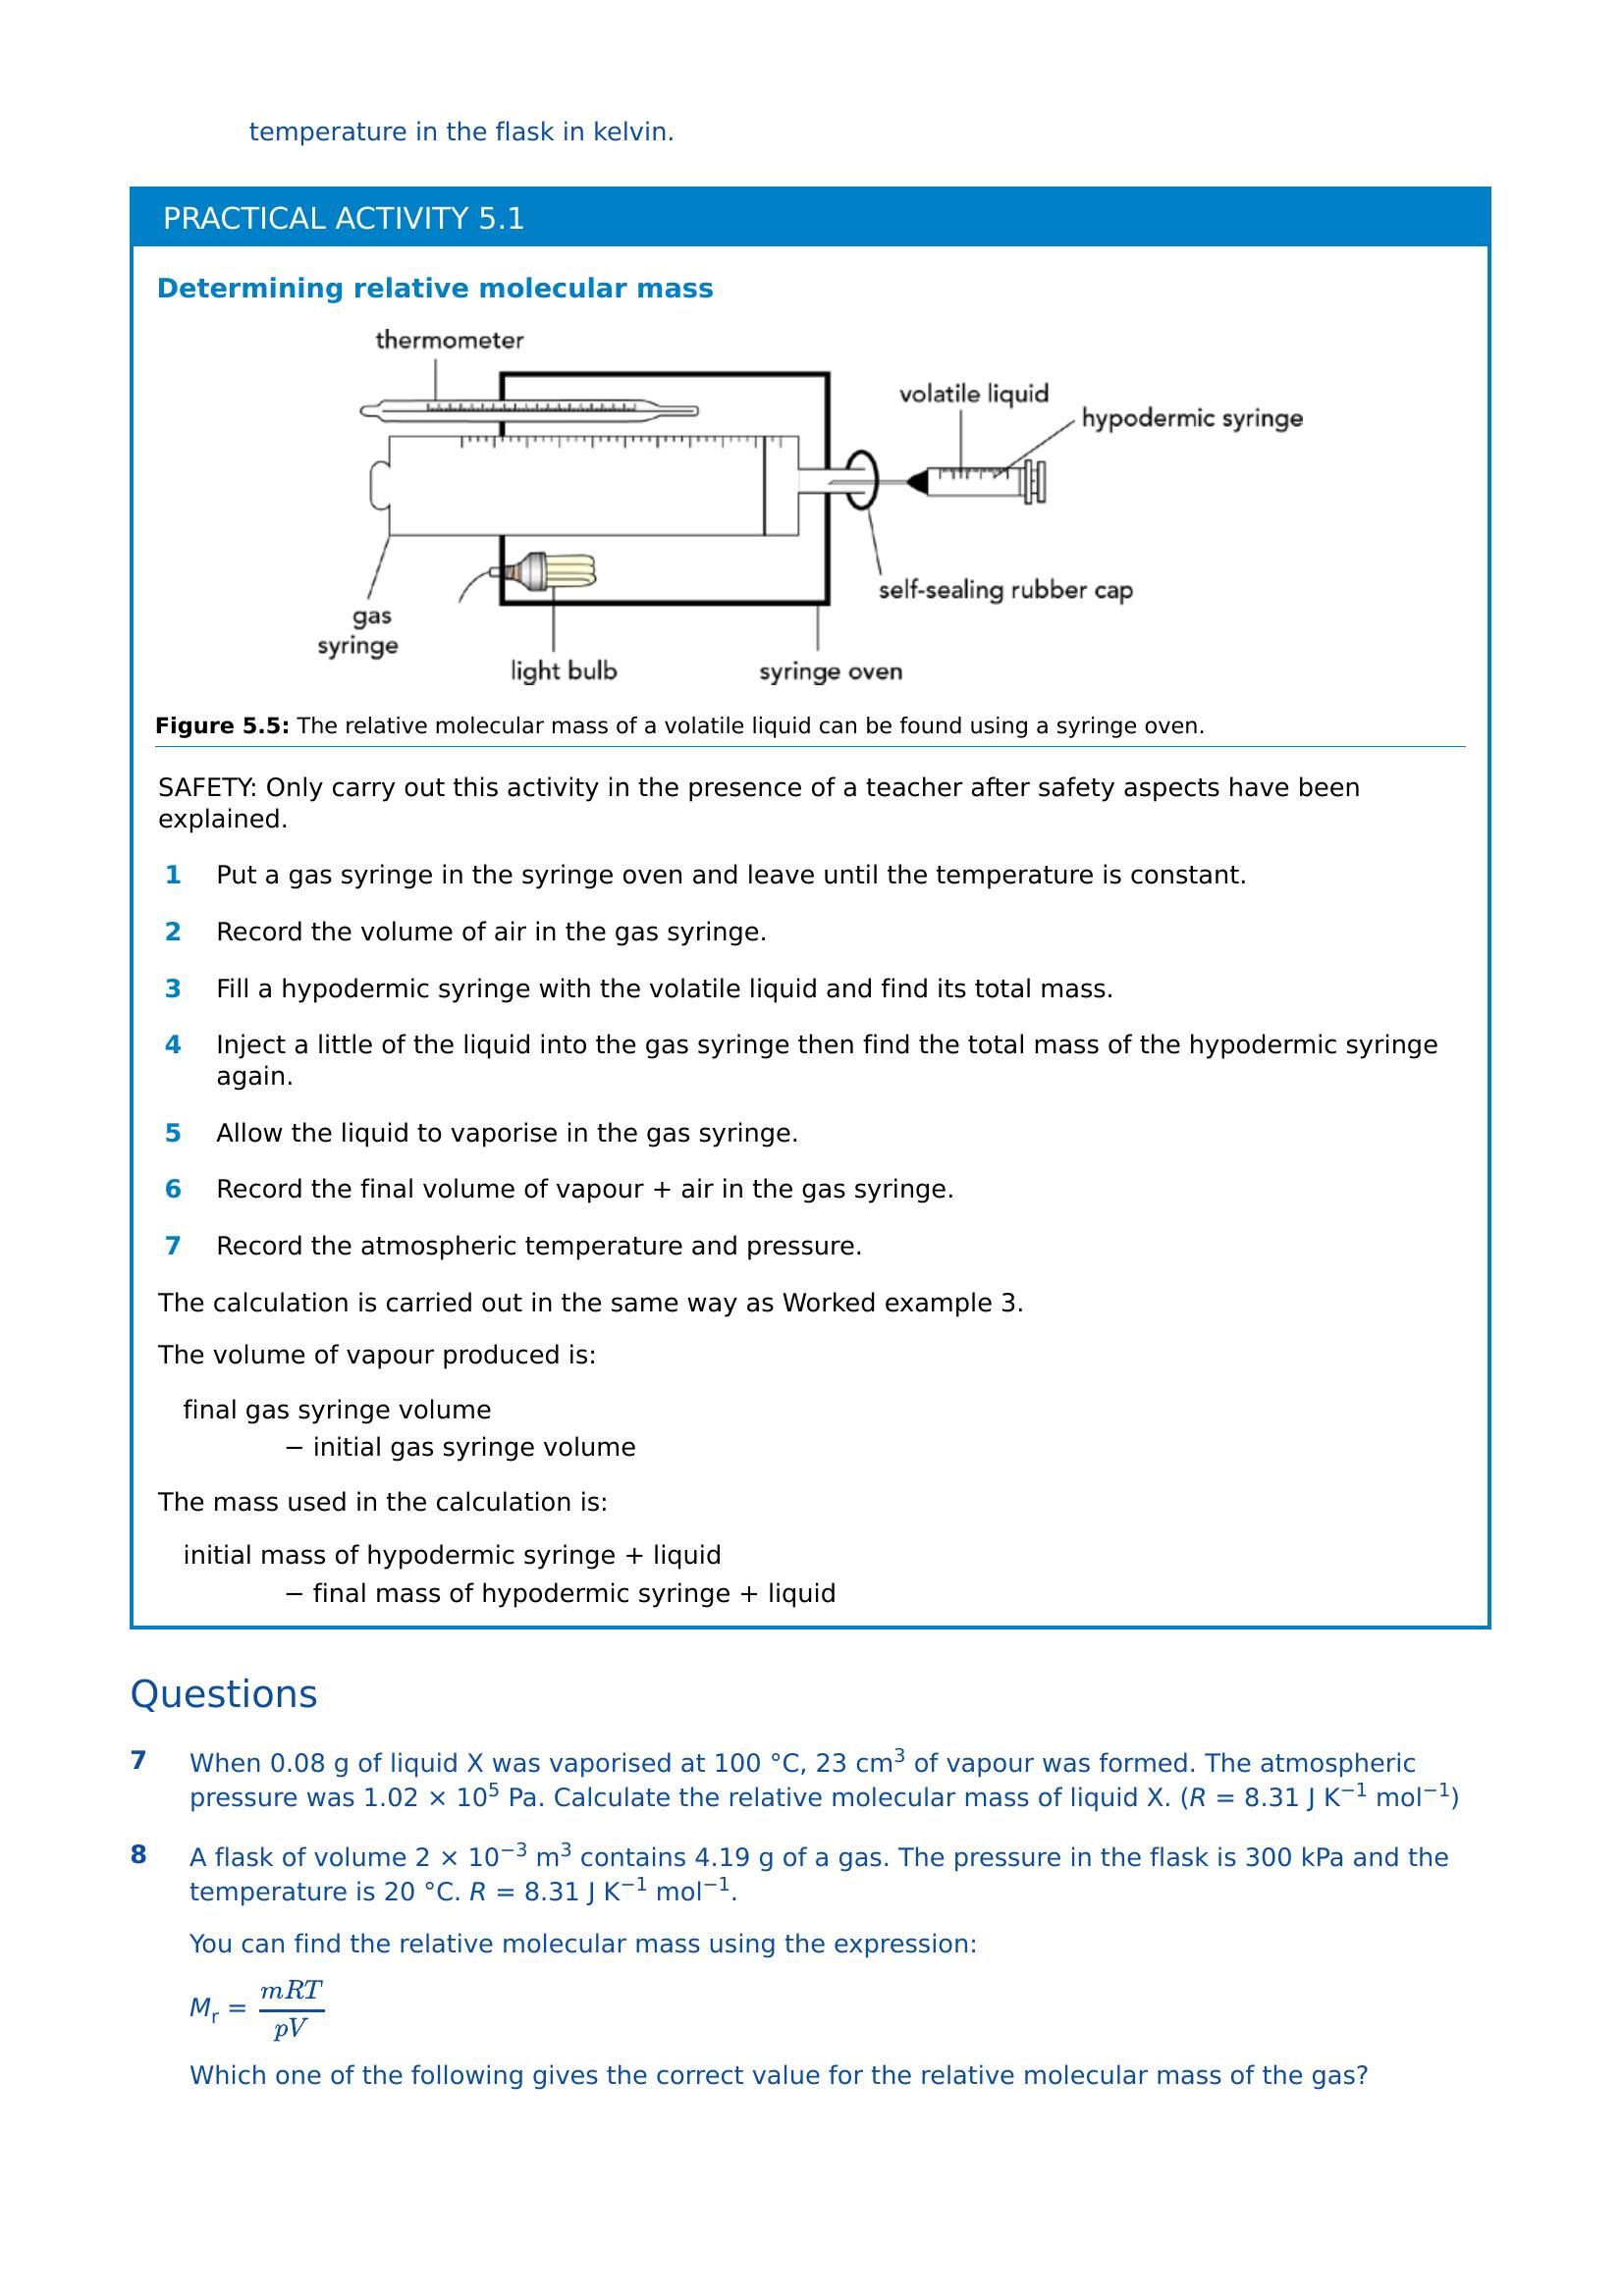 temperature in the flask in kelvin.
PRACTICAL ACTIVITY 5.1
Determining relative molecular mass
thermometer
volatile liquid
hypodermic syringe
self-sealing rubber cap
gas
syringe
light bulb
syringe oven
Figure 5.5: The relative molecular mass of a volatile liquid can be found using a syringe oven.
SAFETY: Only carry out this activity in the presence of a teacher after safety aspects have been
explained.
1 Put a gas syringe in the syringe oven and leave until the temperature is constant.
2 Record the volume of air in the gas syringe.
3 Fill a hypodermic syringe with the volatile liquid and find its total mass.
4 Inject a little of the liquid into the gas syringe then find the total mass of the hypodermic syringe
again.
5 Allow the liquid to vaporise in the gas syringe.
6 Record the final volume of vapour + air in the gas syringe.
7 Record the atmospheric temperature and pressure.
The calculation is carried out in the same way as Worked example 3.
The volume of vapour produced is:
final gas syringe volume
− initial gas syringe volume
The mass used in the calculation is:
initial mass of hypodermic syringe + liquid
− final mass of hypodermic syringe + liquid
Questions
7 When 0.08 g of liquid X was vaporised at 100 °C, 23 cm³ of vapour was formed. The atmospheric
pressure was 1.02 × 10⁵ Pa. Calculate the relative molecular mass of liquid X. (R = 8.31 J K⁻¹ mol⁻¹)
8 A flask of volume 2 × 10⁻³ m³ contains 4.19 g of a gas. The pressure in the flask is 300 kPa and the
temperature is 20 °C. R = 8.31 J K⁻¹ mol⁻¹.
You can find the relative molecular mass using the expression:
Mᵣ = mRT / pV
Which one of the following gives the correct value for the relative molecular mass of the gas?